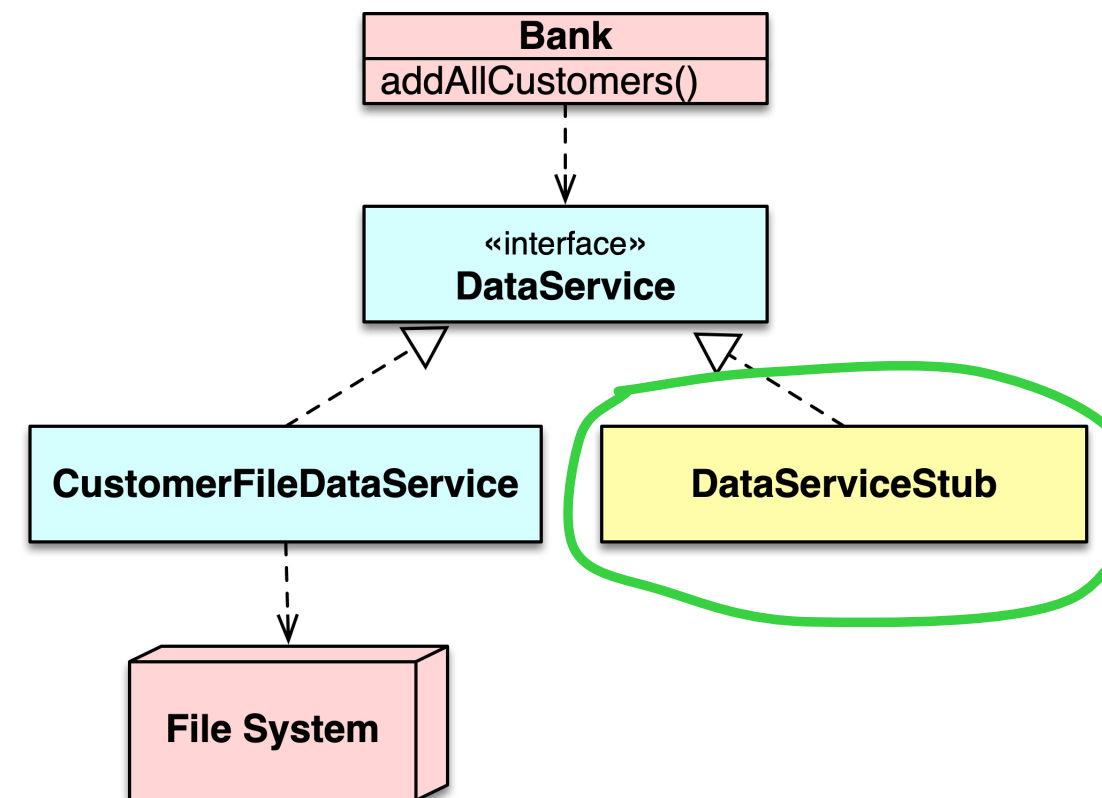 Bank
addAllCustomers()
«interface»
DataService
CustomerFileDataService
DataServiceStub
File System